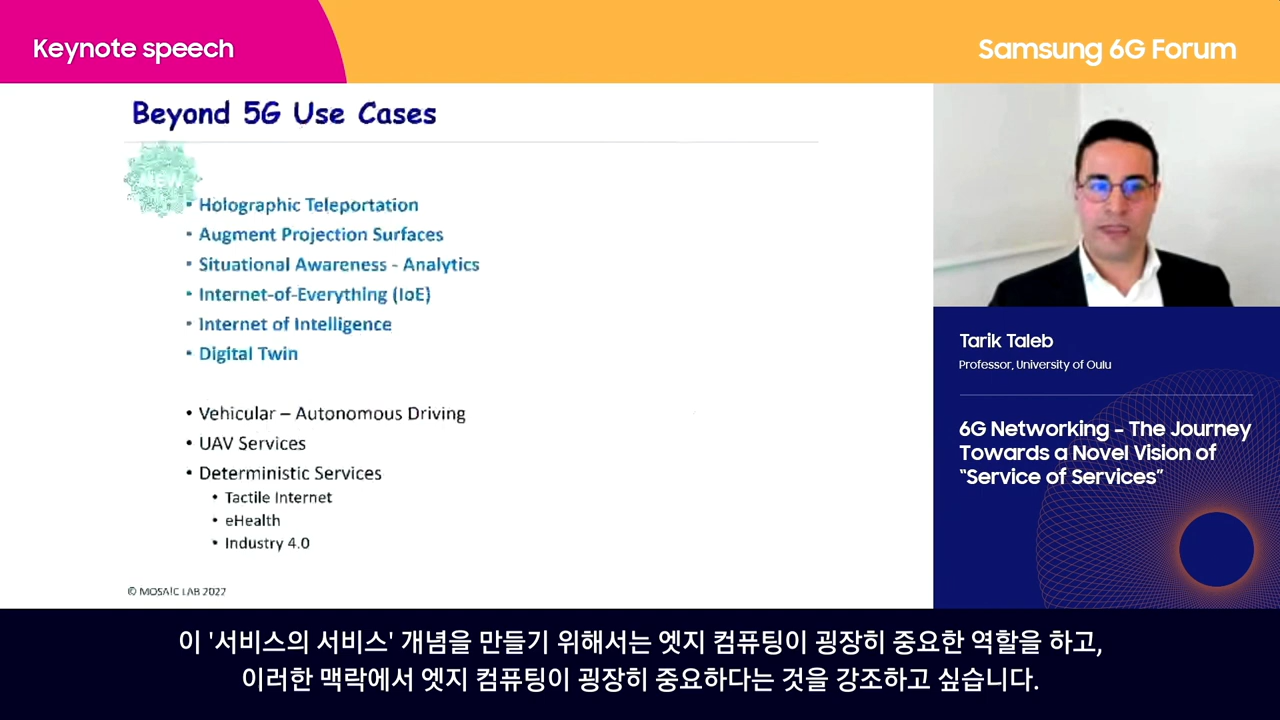 Keynote speech
Samsung 6G Forum
Beyond 5G Use Cases
NEW
• Holographic Teleportation
• Augment Projection Surfaces
• Situational Awareness - Analytics
• Internet-of-Everything (IoE)
• Internet of Intelligence
• Digital Twin
• Vehicular – Autonomous Driving
• UAV Services
• Deterministic Services
• Tactile Internet
• eHealth
• Industry 4.0
© MOSA!C LAB 2022
Tarik Taleb
Professor, University of Oulu
6G Networking – The Journey
Towards a Novel Vision of
“Service of Services”
이 '서비스의 서비스' 개념을 만들기 위해서는 엣지 컴퓨팅이 굉장히 중요한 역할을 하고,
이러한 맥락에서 엣지 컴퓨팅이 굉장히 중요하다는 것을 강조하고 싶습니다.